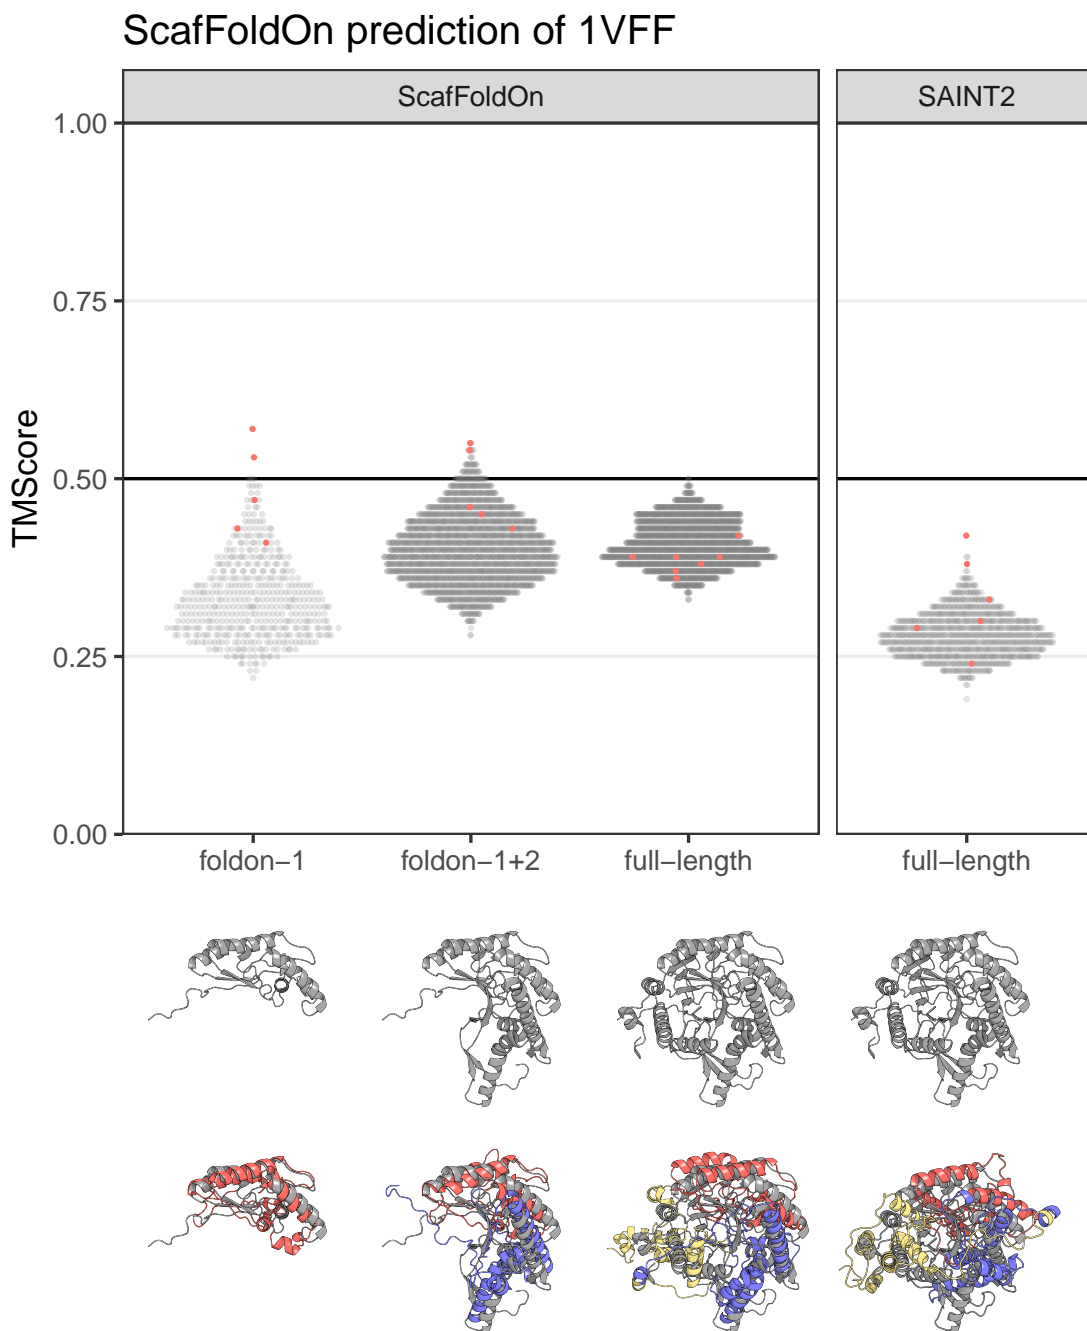 ScafFoldOn prediction of 1VFF
ScafFoldOn
SAINT2
1.00
0.75
0.50
0.25
0.00
TMScore
foldon−1
foldon−1+2
full−length
full−length